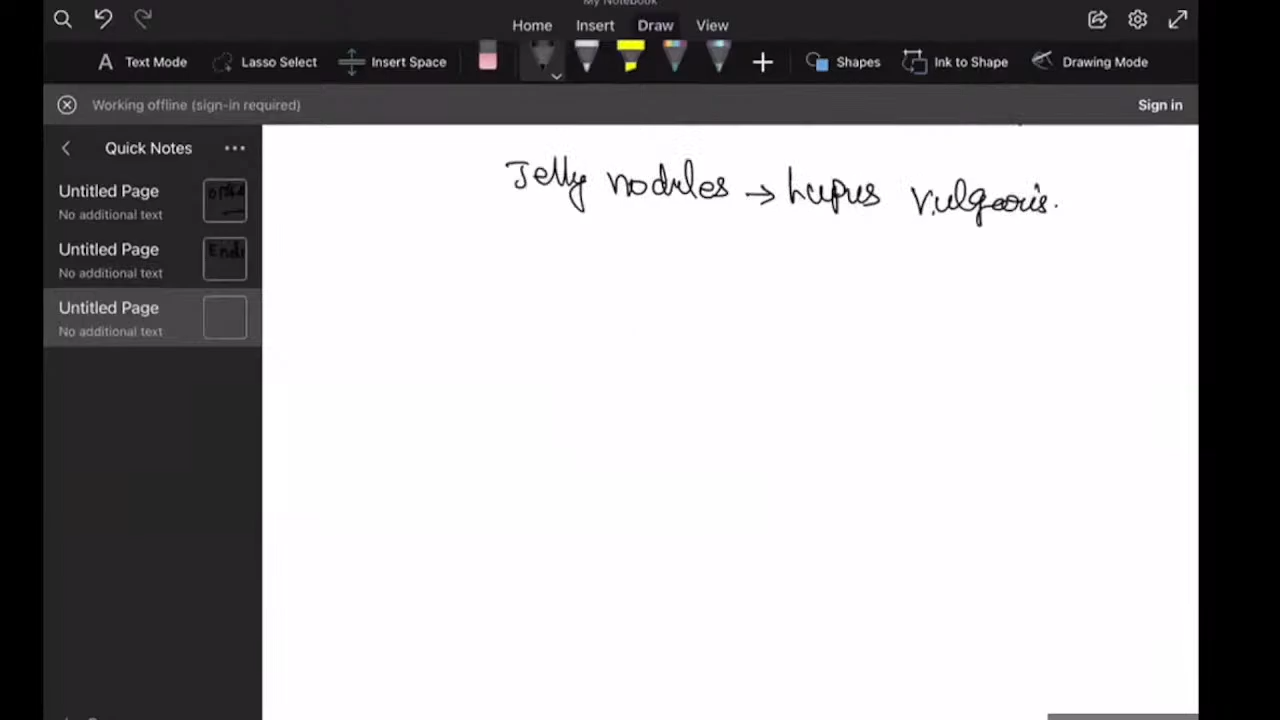 My Notebook
Home Insert Draw View
Text Mode Lasso Select Insert Space Shapes Ink to Shape Drawing Mode
Working offline (sign-in required) Sign in
Quick Notes
Untitled Page
No additional text
Untitled Page
No additional text
Untitled Page
No additional text
Jelly nodules → Lupus Vulgaris.